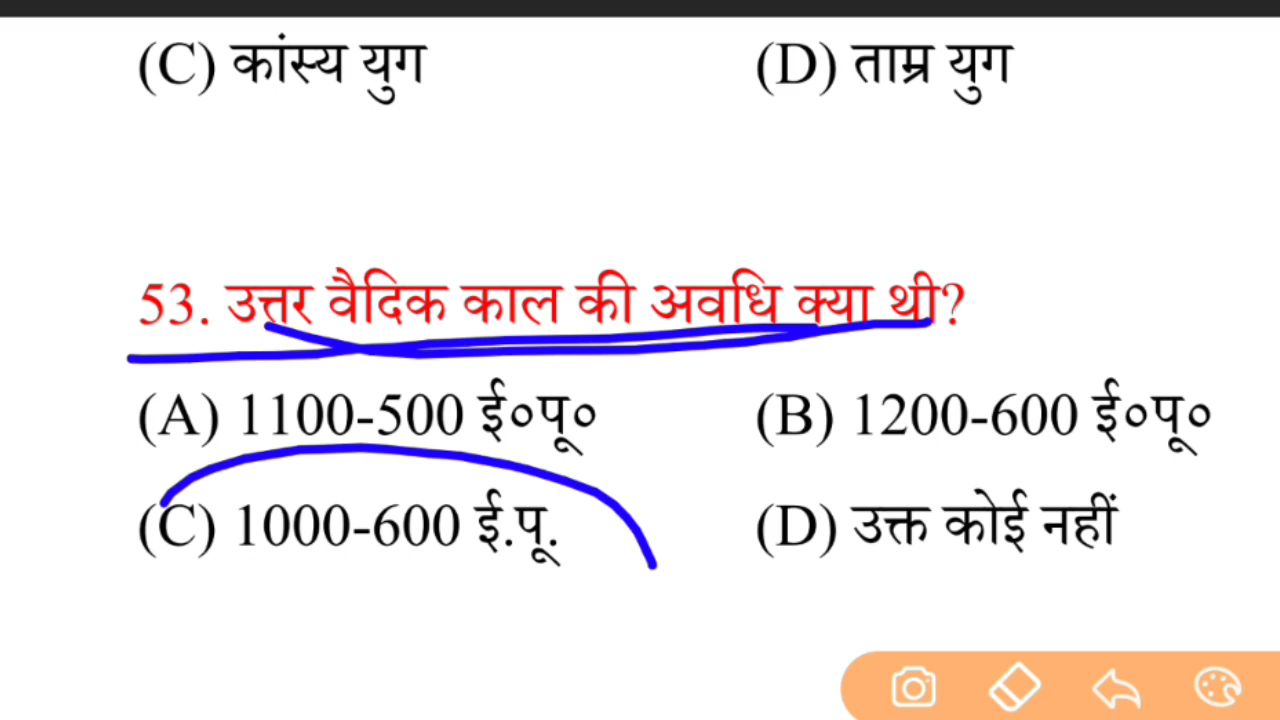 (C) कांस्य युग (D) ताम्र युग
53. उत्तर वैदिक काल की अवधि क्या थी?
(A) 1100-500 ई०पू० (B) 1200-600 ई०पू०
(C) 1000-600 ई.पू. (D) उक्त कोई नहीं